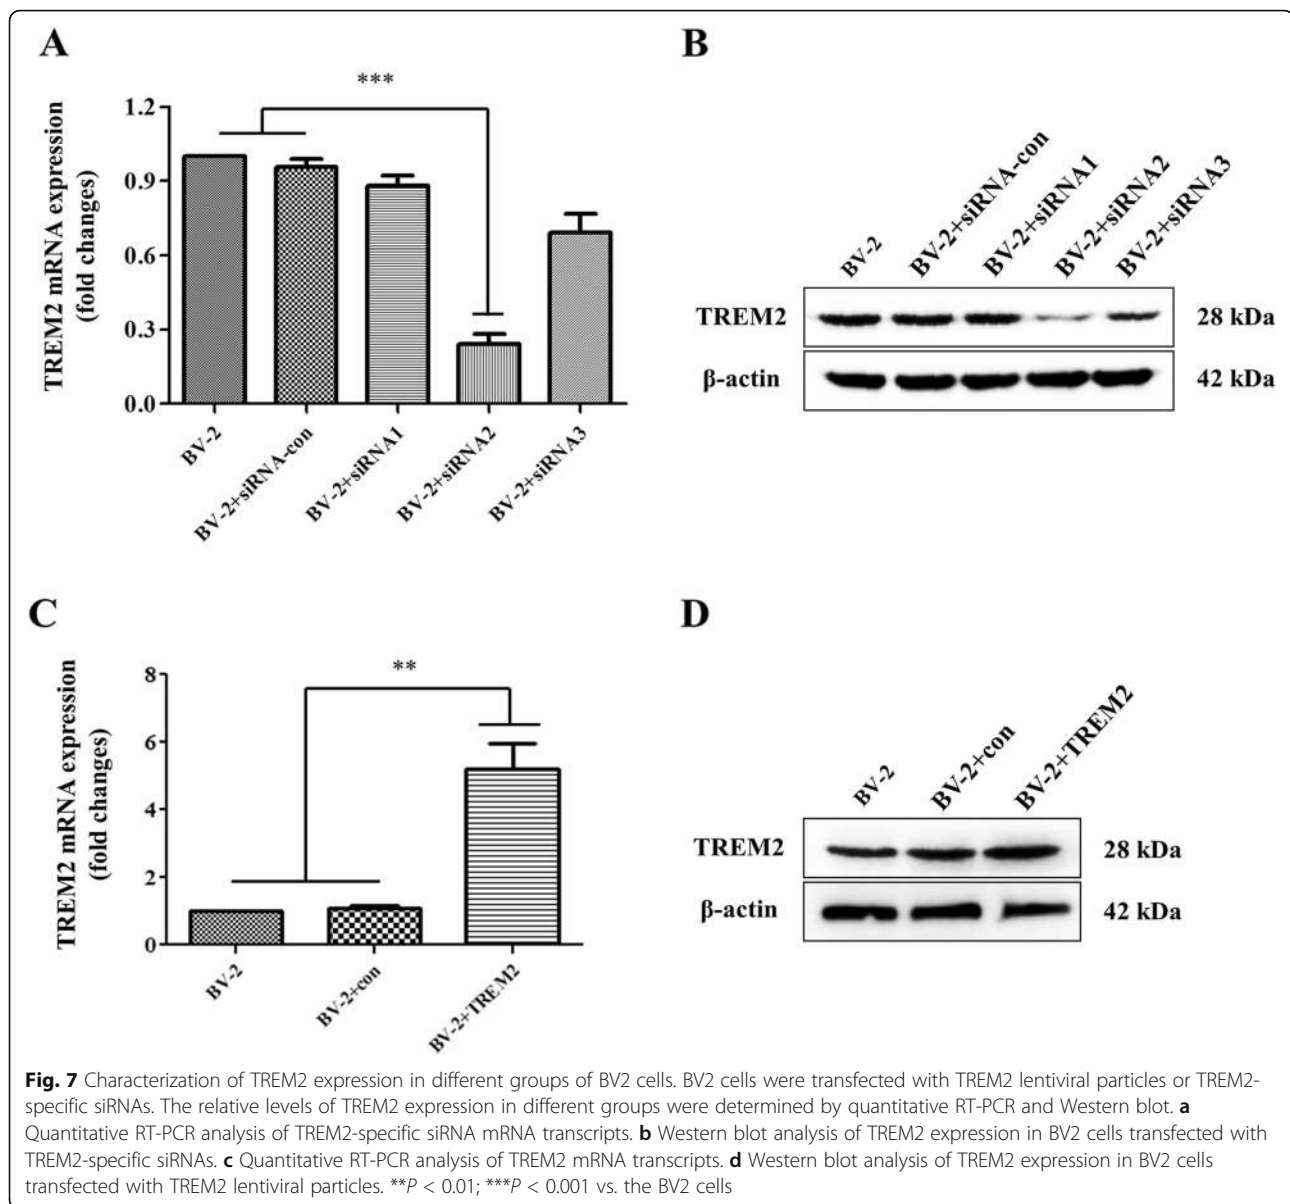 A
***
TREM2 mRNA expression
(fold changes)
1.2
0.9
0.6
0.3
0.0
BV-2
BV-2+siRNA-con
BV-2+siRNA1
BV-2+siRNA2
BV-2+siRNA3
B
BV-2
BV-2+siRNA-con
BV-2+siRNA1
BV-2+siRNA2
BV-2+siRNA3
TREM2 28 kDa
β-actin 42 kDa
C
**
TREM2 mRNA expression
(fold changes)
8
6
4
2
0
BV-2
BV-2+con
BV-2+TREM2
D
BV-2
BV-2+con
BV-2+TREM2
TREM2 28 kDa
β-actin 42 kDa
Fig. 7 Characterization of TREM2 expression in different groups of BV2 cells. BV2 cells were transfected with TREM2 lentiviral particles or TREM2-
specific siRNAs. The relative levels of TREM2 expression in different groups were determined by quantitative RT-PCR and Western blot. a
Quantitative RT-PCR analysis of TREM2-specific siRNA mRNA transcripts. b Western blot analysis of TREM2 expression in BV2 cells transfected with
TREM2-specific siRNAs. c Quantitative RT-PCR analysis of TREM2 mRNA transcripts. d Western blot analysis of TREM2 expression in BV2 cells
transfected with TREM2 lentiviral particles. **P < 0.01; ***P < 0.001 vs. the BV2 cells